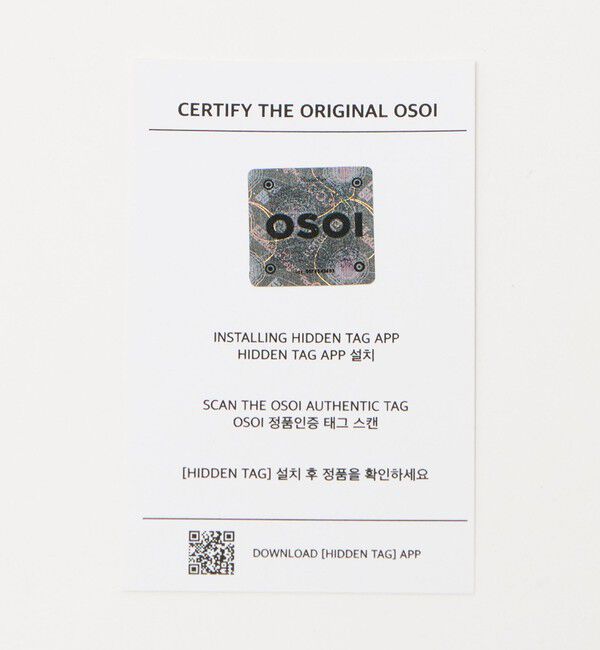 CERTIFY THE ORIGINAL OSOI
OSOI
INSTALLING HIDDEN TAG APP
HIDDEN TAG APP 설치
SCAN THE OSOI AUTHENTIC TAG
OSOI 정품인증 태그 스캔
[HIDDEN TAG] 설치 후 정품을 확인하세요
DOWNLOAD [HIDDEN TAG] APP